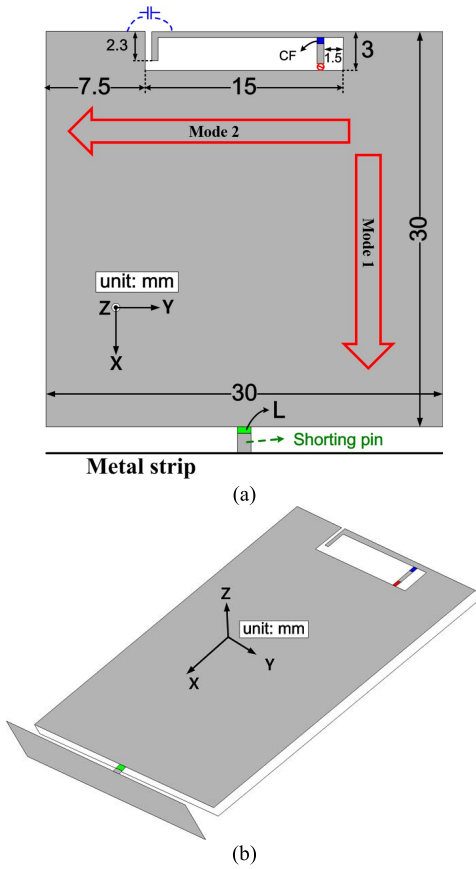 2.3
CF
1.5
3
7.5
15
Mode 2
Mode 1
30
unit: mm
Z
Y
X
30
L
Shorting pin
Metal strip
(a)
Z
unit: mm
Y
X
(b)